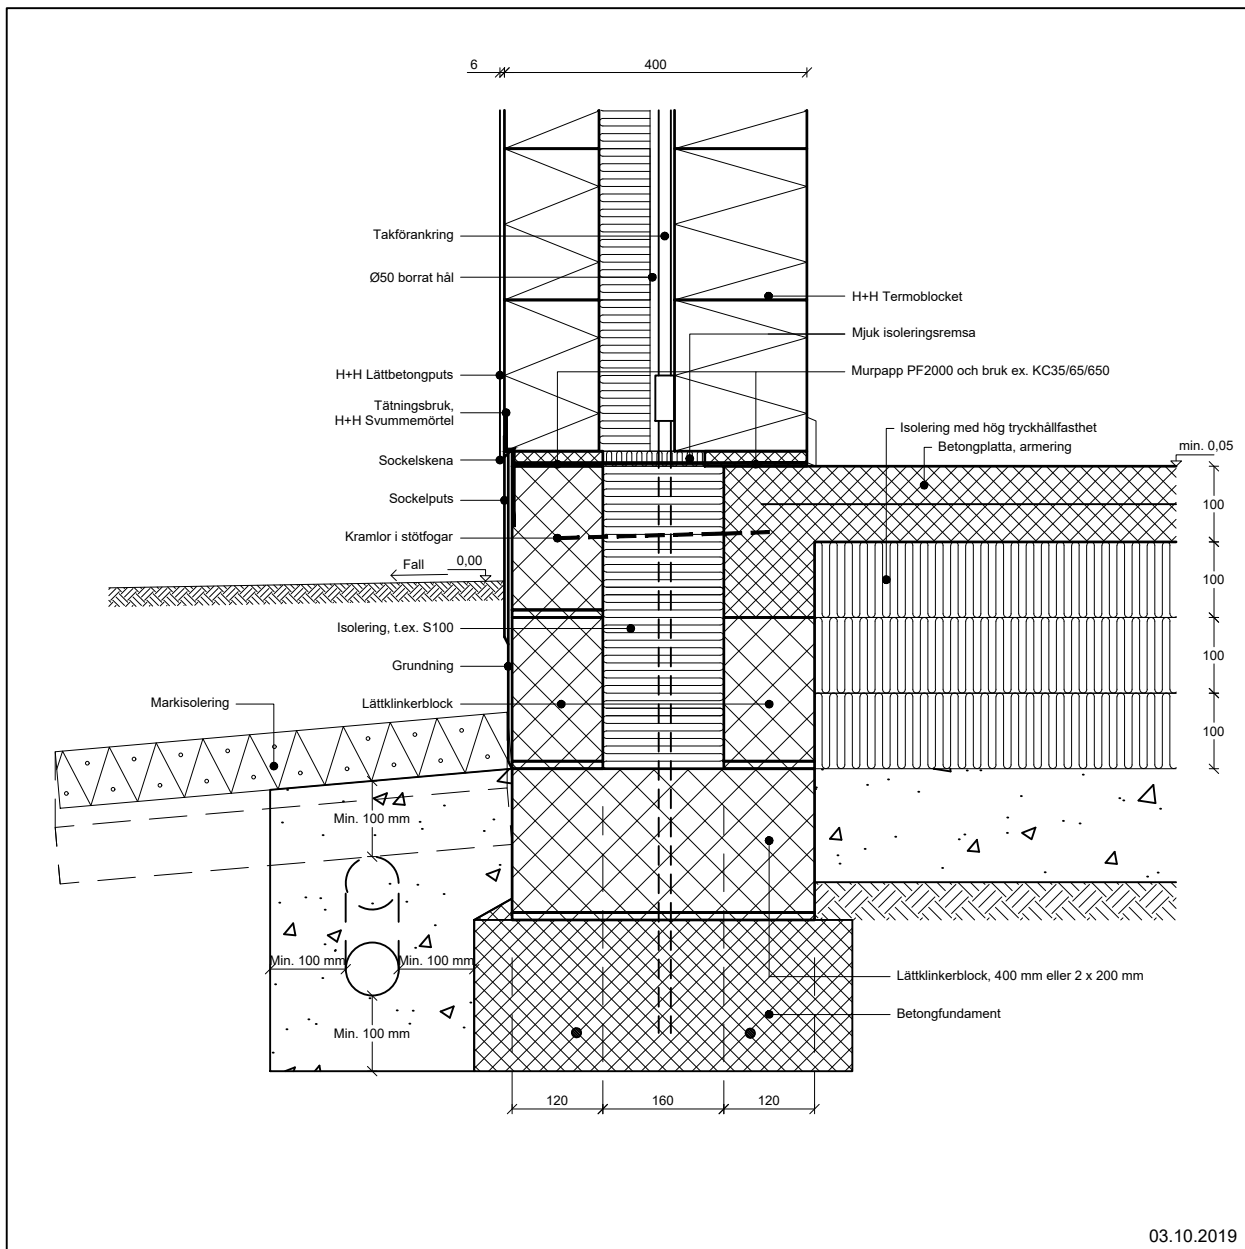 6
400
Takförankring
Ø50 borrat hål
H+H Termoblocket
Mjuk isoleringsremsa
H+H Lättbetongputs
Murpapp PF2000 och bruk ex. KC35/65/650
Tätningsbruk,
H+H Svummemörtel
Isolering med hög tryckhållfasthet
Betongplatta, armering
min. 0,05
Sockelskena
Sockelputs
100
Kramlor i stötfogar
Fall
0,00
100
Isolering, t.ex. S100
Grundning
100
Markisolering
Lättklinkerblock
100
Min. 100 mm
Min. 100 mm
Min. 100 mm
Lättklinkerblock, 400 mm eller 2 x 200 mm
Betongfundament
Min. 100 mm
120
160
120
03.10.2019